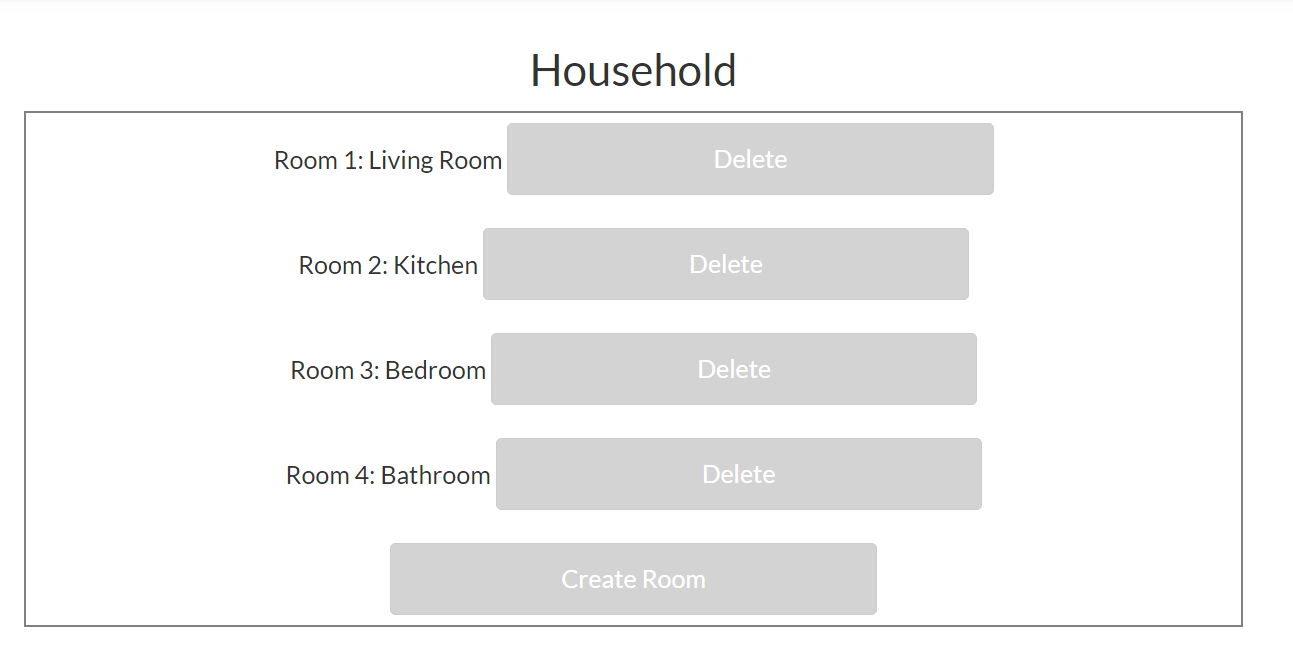 Household
Room 1: Living Room Delete
Room 2: Kitchen Delete
Room 3: Bedroom Delete
Room 4: Bathroom Delete
Create Room